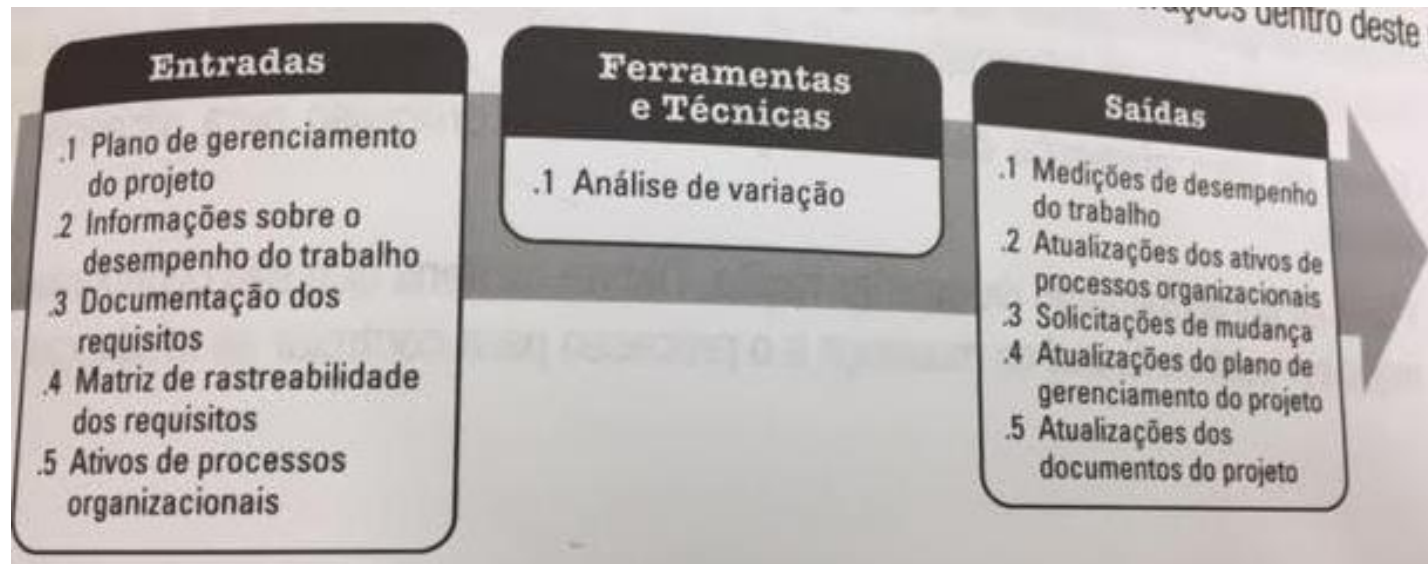 dentro deste
Entradas
.1 Plano de gerenciamento
do projeto
.2 Informações sobre o
desempenho do trabalho
.3 Documentação dos
requisitos
.4 Matriz de rastreabilidade
dos requisitos
.5 Ativos de processos
organizacionais
Ferramentas
e Técnicas
.1 Análise de variação
Saídas
.1 Medições de desempenho
do trabalho
.2 Atualizações dos ativos de
processos organizacionais
.3 Solicitações de mudança
.4 Atualizações do plano de
gerenciamento do projeto
.5 Atualizações dos
documentos do projeto